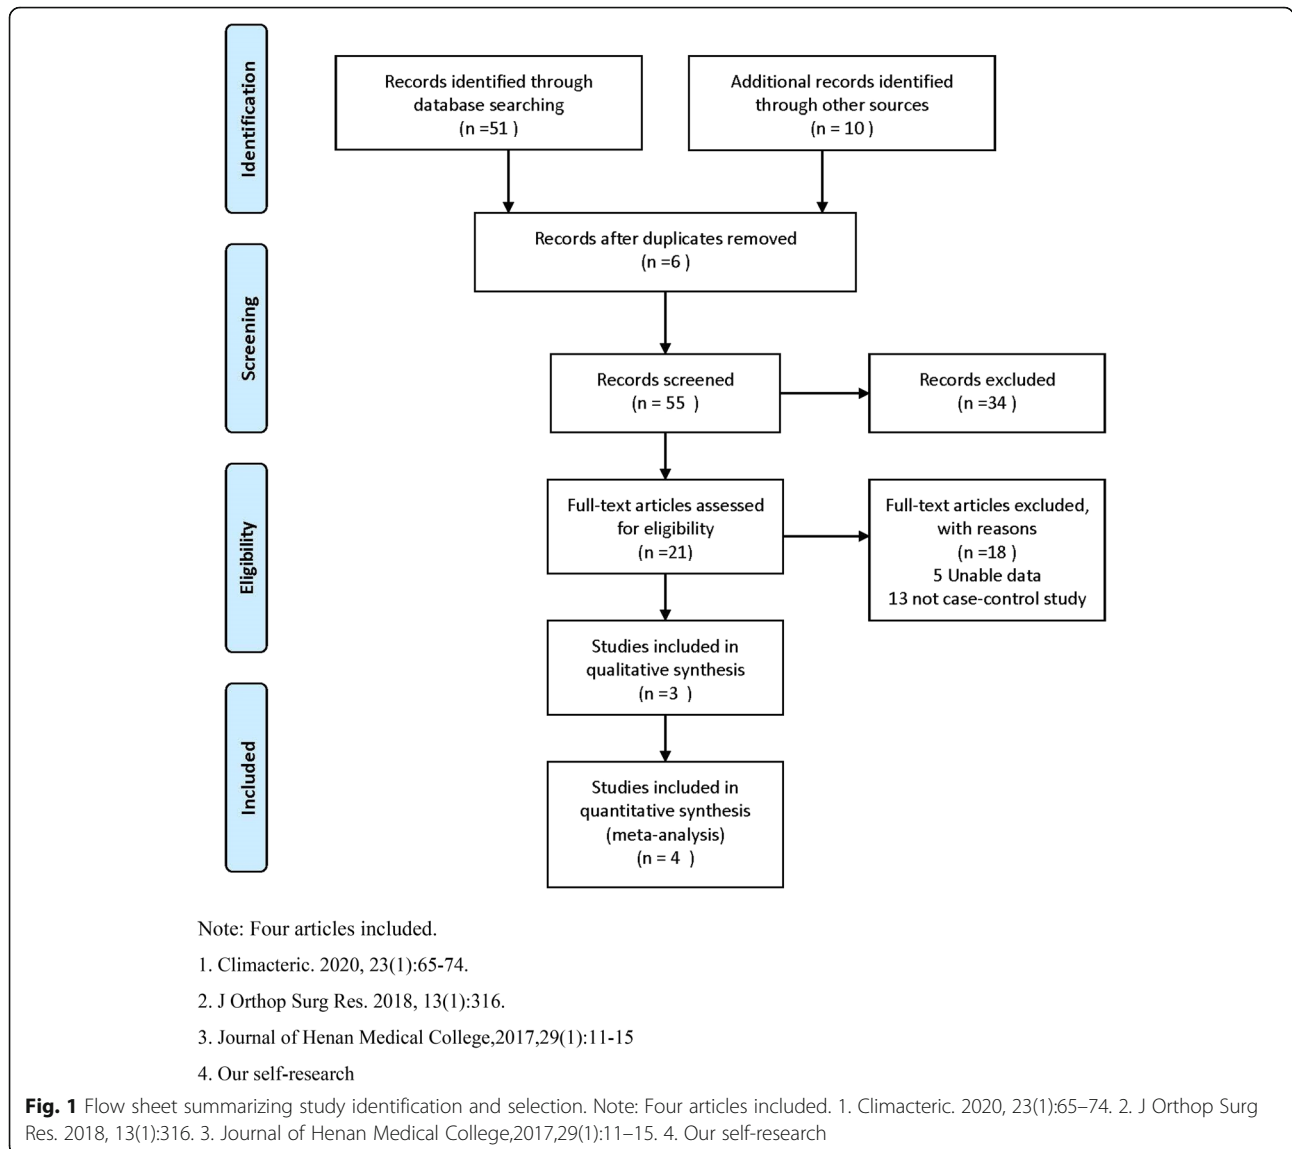 Identification
Records identified through
database searching
(n =51 )
Additional records identified
through other sources
(n = 10 )
Records after duplicates removed
(n =6 )
Screening
Records screened
(n = 55 )
Records excluded
(n =34 )
Eligibility
Full-text articles assessed
for eligibility
(n =21)
Full-text articles excluded,
with reasons
(n =18 )
5 Unable data
13 not case-control study
Studies included in
qualitative synthesis
(n =3 )
Included
Studies included in
quantitative synthesis
(meta-analysis)
(n = 4 )
Note: Four articles included.
1. Climacteric. 2020, 23(1):65-74.
2. J Orthop Surg Res. 2018, 13(1):316.
3. Journal of Henan Medical College,2017,29(1):11-15
4. Our self-research
Fig. 1 Flow sheet summarizing study identification and selection. Note: Four articles included. 1. Climacteric. 2020, 23(1):65–74. 2. J Orthop Surg
Res. 2018, 13(1):316. 3. Journal of Henan Medical College,2017,29(1):11–15. 4. Our self-research